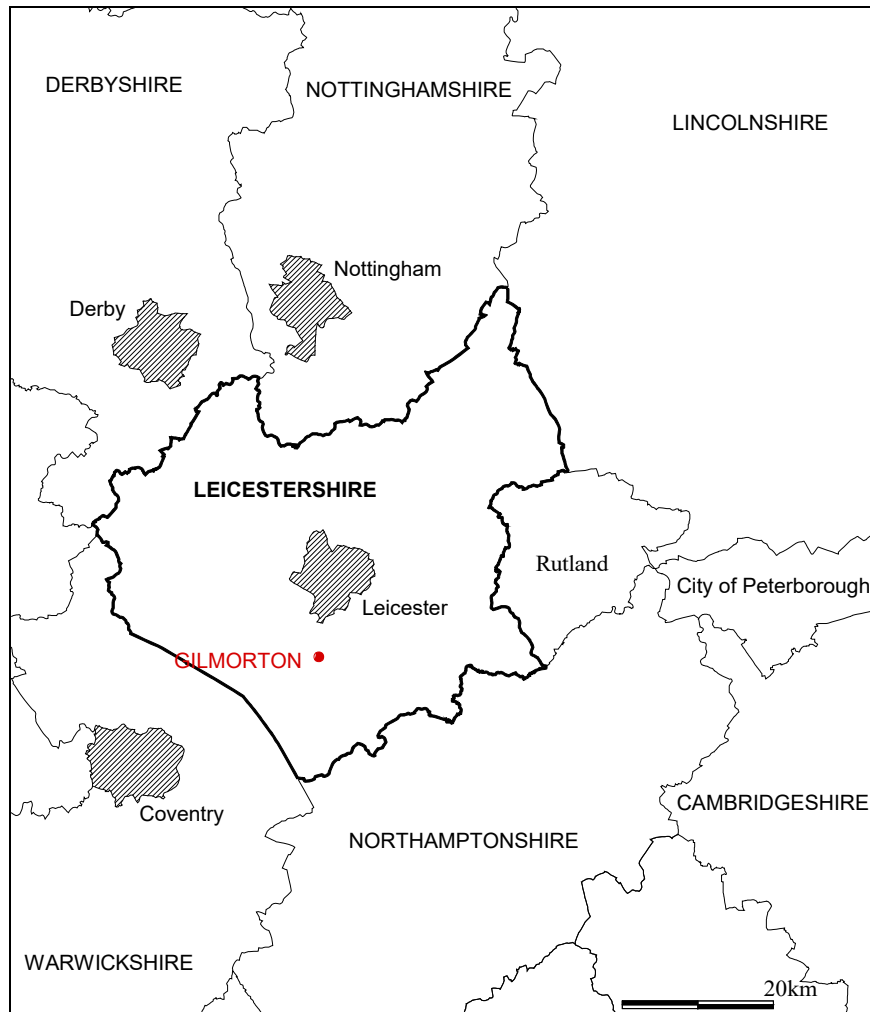 DERBYSHIRE
NOTTINGHAMSHIRE
LINCOLNSHIRE
Nottingham
Derby
LEICESTERSHIRE
Rutland
City of Peterborough
Leicester
GILMORTON
Coventry
CAMBRIDGESHIRE
NORTHAMPTONSHIRE
WARWICKSHIRE
20km